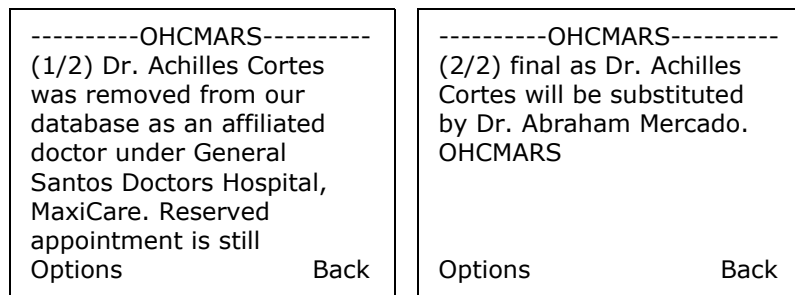 ----------OHCMARS----------
(1/2) Dr. Achilles Cortes
was removed from our
database as an affiliated
doctor under General
Santos Doctors Hospital,
MaxiCare. Reserved
appointment is still
Options Back
----------OHCMARS----------
(2/2) final as Dr. Achilles
Cortes will be substituted
by Dr. Abraham Mercado.
OHCMARS
Options Back